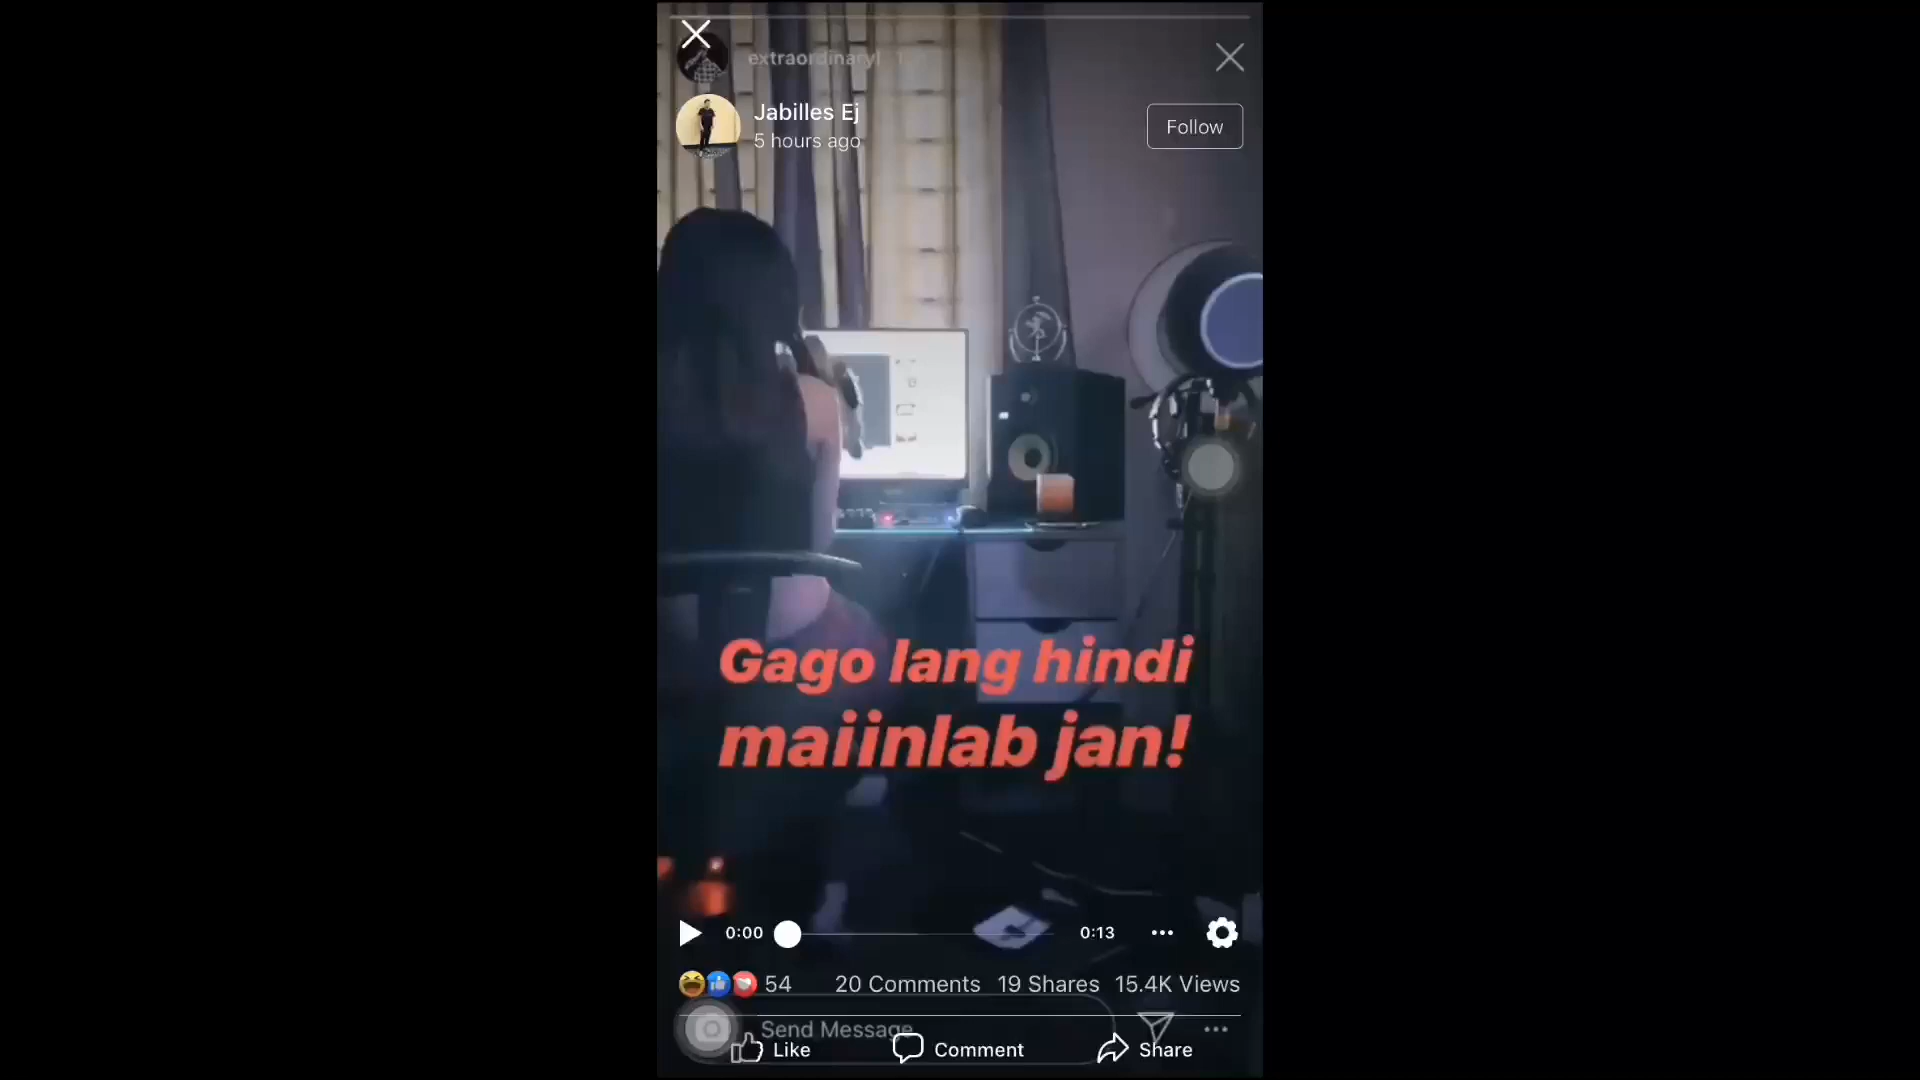 extraordinaryl
Jabilles Ej
5 hours ago
Follow
Gago lang hindi
maiinlab jan!
0:00
0:13
54
20 Comments
19 Shares
15.4K Views
Send Message
Like
Comment
Share